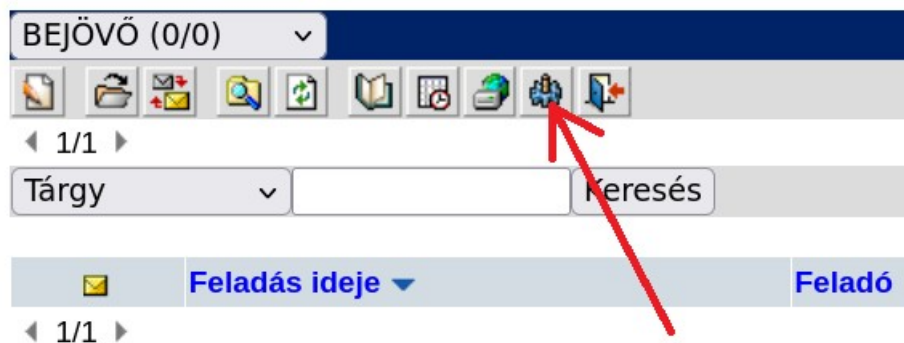 BEJÖVŐ (0/0)
1/1
Tárgy Keresés
Feladás ideje Feladó
1/1